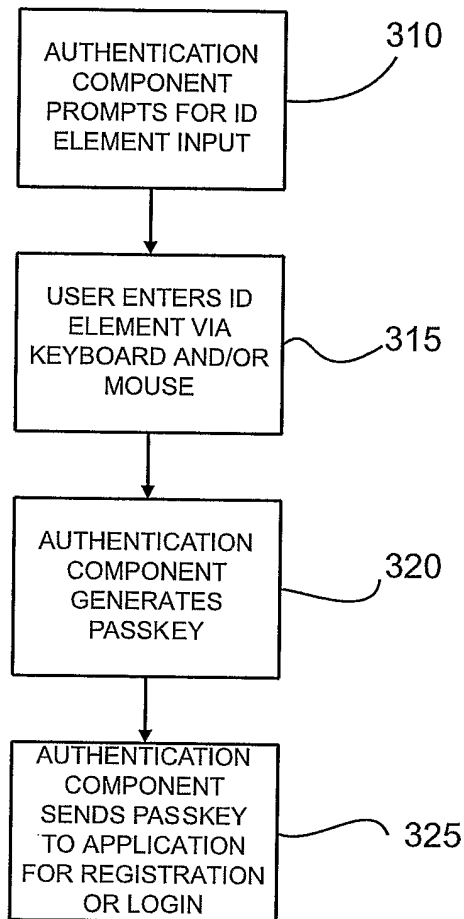 AUTHENTICATION
COMPONENT
PROMPTS FOR ID
ELEMENT INPUT
310
USER ENTERS ID
ELEMENT VIA
KEYBOARD AND/OR
MOUSE
315
AUTHENTICATION
COMPONENT
GENERATES
PASSKEY
320
AUTHENTICATION
COMPONENT
SENDS PASSKEY
TO APPLICATION
FOR REGISTRATION
OR LOGIN
325